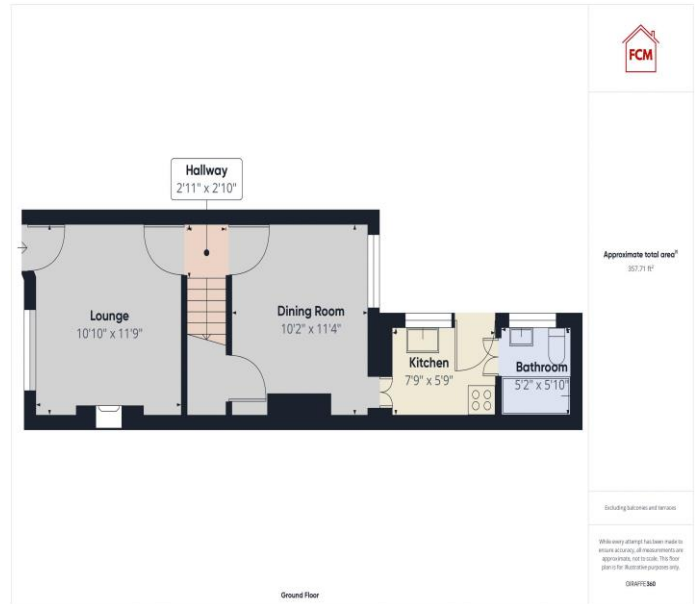 FCM
Hallway
2'11" x 2'10"
Approximate total area⁽¹⁾
357.71 ft²
Lounge
10'10" x 11'9"
Dining Room
10'2" x 11'4"
Kitchen
7'9" x 5'9"
Bathroom
5'2" x 5'10"
Excluding balconies and terraces
While every attempt has been made to
ensure accuracy, all measurements are
approximate, not to scale. This floor
plan is for illustrative purposes only.
GIRAFFE360
Ground Floor